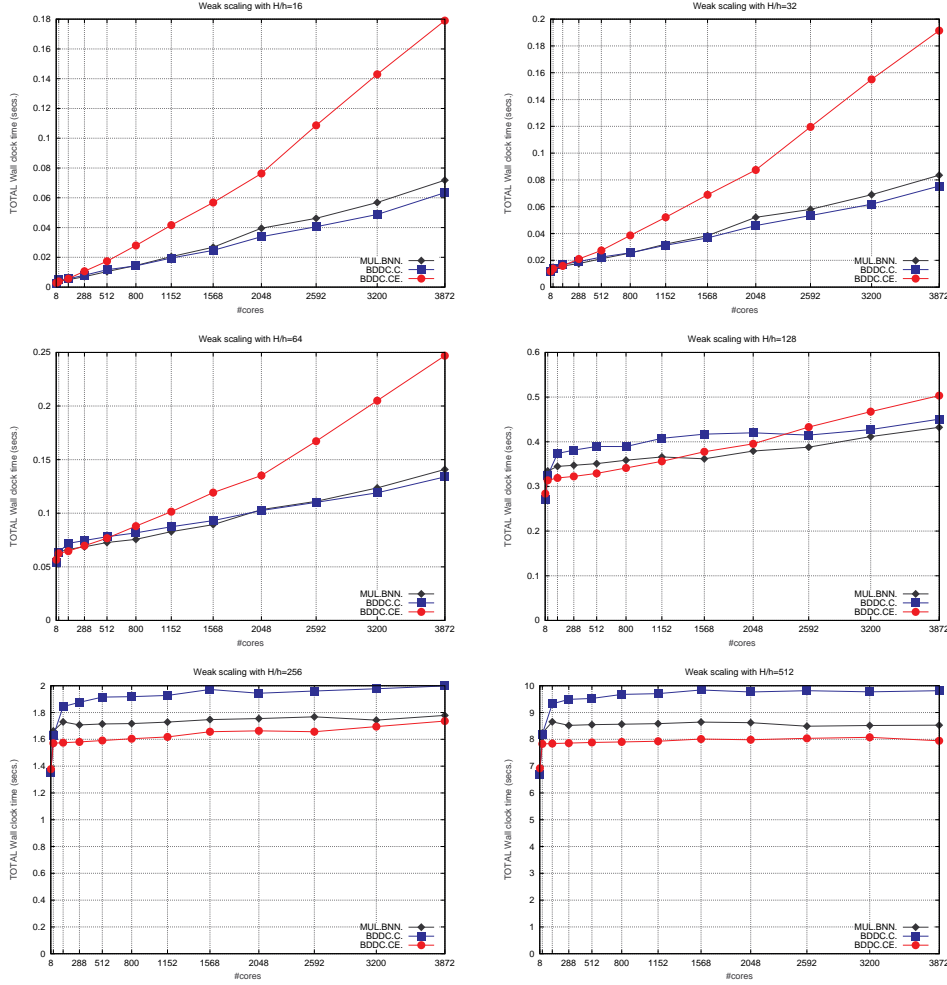 Weak scaling with H/h=16
TOTAL Wall clock time (secs.)
0.18
0.16
0.14
0.12
0.1
0.08
0.06
0.04
0.02
0
8 288 512 800 1152 1568 2048 2592 3200 3872
#cores
MUL.BNN.
BDDC.C.
BDDC.CE.
Weak scaling with H/h=32
TOTAL Wall clock time (secs.)
0.2
0.18
0.16
0.14
0.12
0.1
0.08
0.06
0.04
0.02
0
8 288 512 800 1152 1568 2048 2592 3200 3872
#cores
MUL.BNN.
BDDC.C.
BDDC.CE.
Weak scaling with H/h=64
TOTAL Wall clock time (secs.)
0.25
0.2
0.15
0.1
0.05
0
8 288 512 800 1152 1568 2048 2592 3200 3872
#cores
MUL.BNN.
BDDC.C.
BDDC.CE.
Weak scaling with H/h=128
TOTAL Wall clock time (secs.)
0.6
0.5
0.4
0.3
0.2
0.1
0
8 288 512 800 1152 1568 2048 2592 3200 3872
#cores
MUL.BNN.
BDDC.C.
BDDC.CE.
Weak scaling with H/h=256
TOTAL Wall clock time (secs.)
2
1.8
1.6
1.4
1.2
1
0.8
0.6
0.4
0.2
0
8 288 512 800 1152 1568 2048 2592 3200 3872
#cores
MUL.BNN.
BDDC.C.
BDDC.CE.
Weak scaling with H/h=512
TOTAL Wall clock time (secs.)
10
9
8
7
6
5
4
3
2
1
0
8 288 512 800 1152 1568 2048 2592 3200 3872
#cores
MUL.BNN.
BDDC.C.
BDDC.CE.